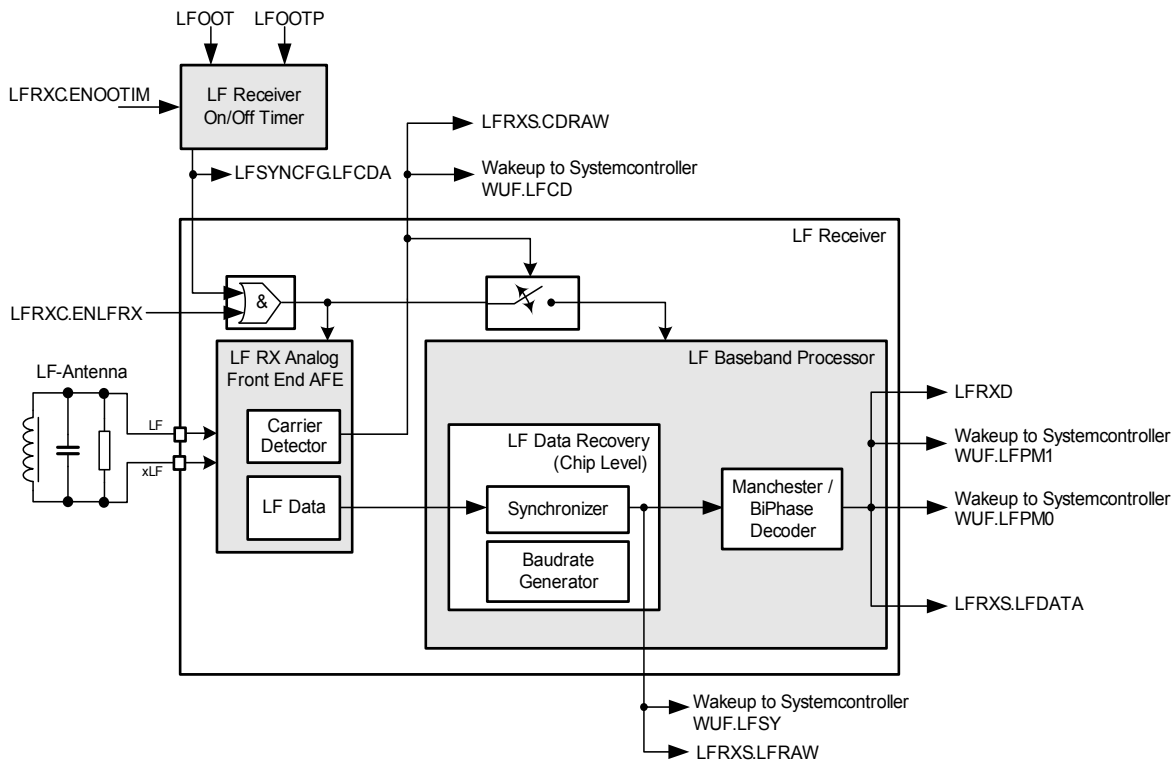 LFOOT
LFOOTP
LFRXC.ENOOTIM
LF Receiver
On/Off Timer
LFRXS.CDRAW
LFSYNCFG.LFCDA
Wakeup to Systemcontroller
WUF.LFCD
LF Receiver
&
LFRXC.ENLFRX
LF RX Analog
Front End AFE
LF Baseband Processor
LF-Antenna
LF
xLF
Carrier
Detector
LF Data
LF Data Recovery
(Chip Level)
Synchronizer
Baudrate
Generator
Manchester /
BiPhase
Decoder
LFRXD
Wakeup to Systemcontroller
WUF.LFPM1
Wakeup to Systemcontroller
WUF.LFPM0
LFRXS.LFDATA
Wakeup to Systemcontroller
WUF.LFSY
LFRXS.LFRAW